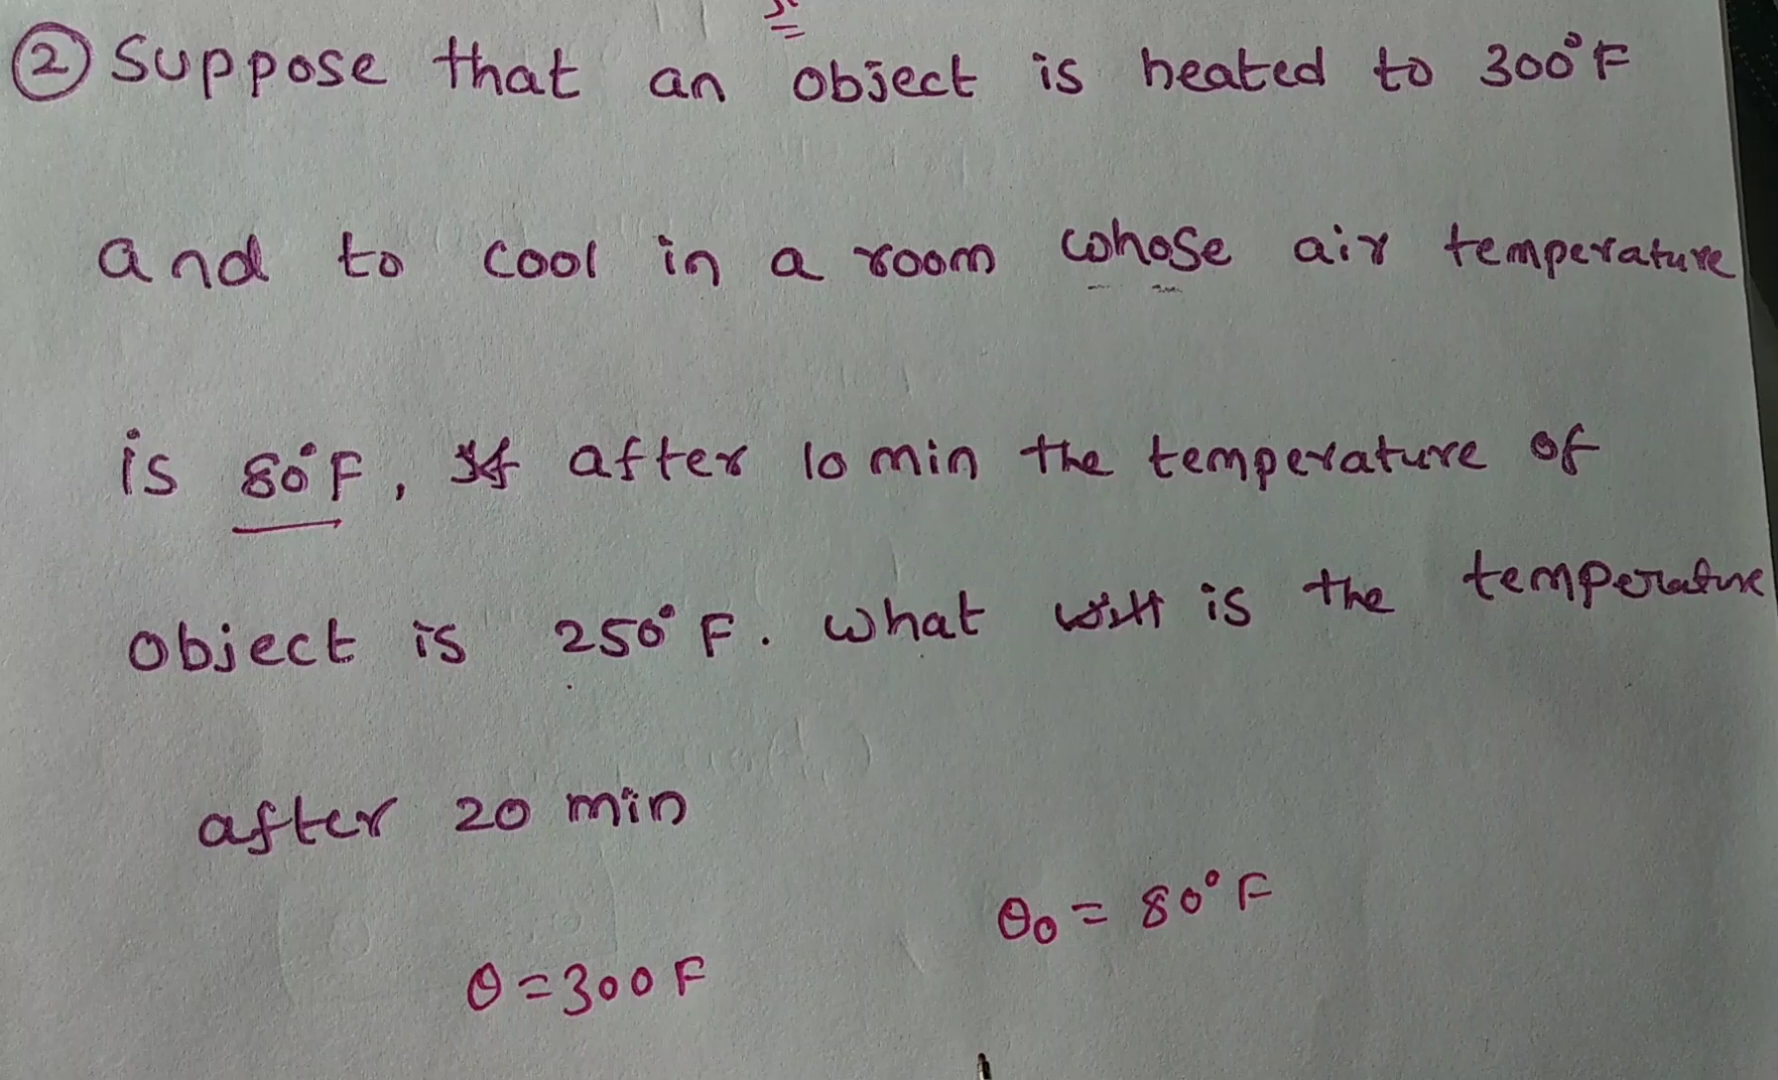 ② Suppose that an object is heated to 300°F
and to cool in a room whose air temperature
is 80°F, If after 10 min the temperature of
object is 250°F. what is the temperature
after 20 min
θ₀ = 80°F
θ = 300 F